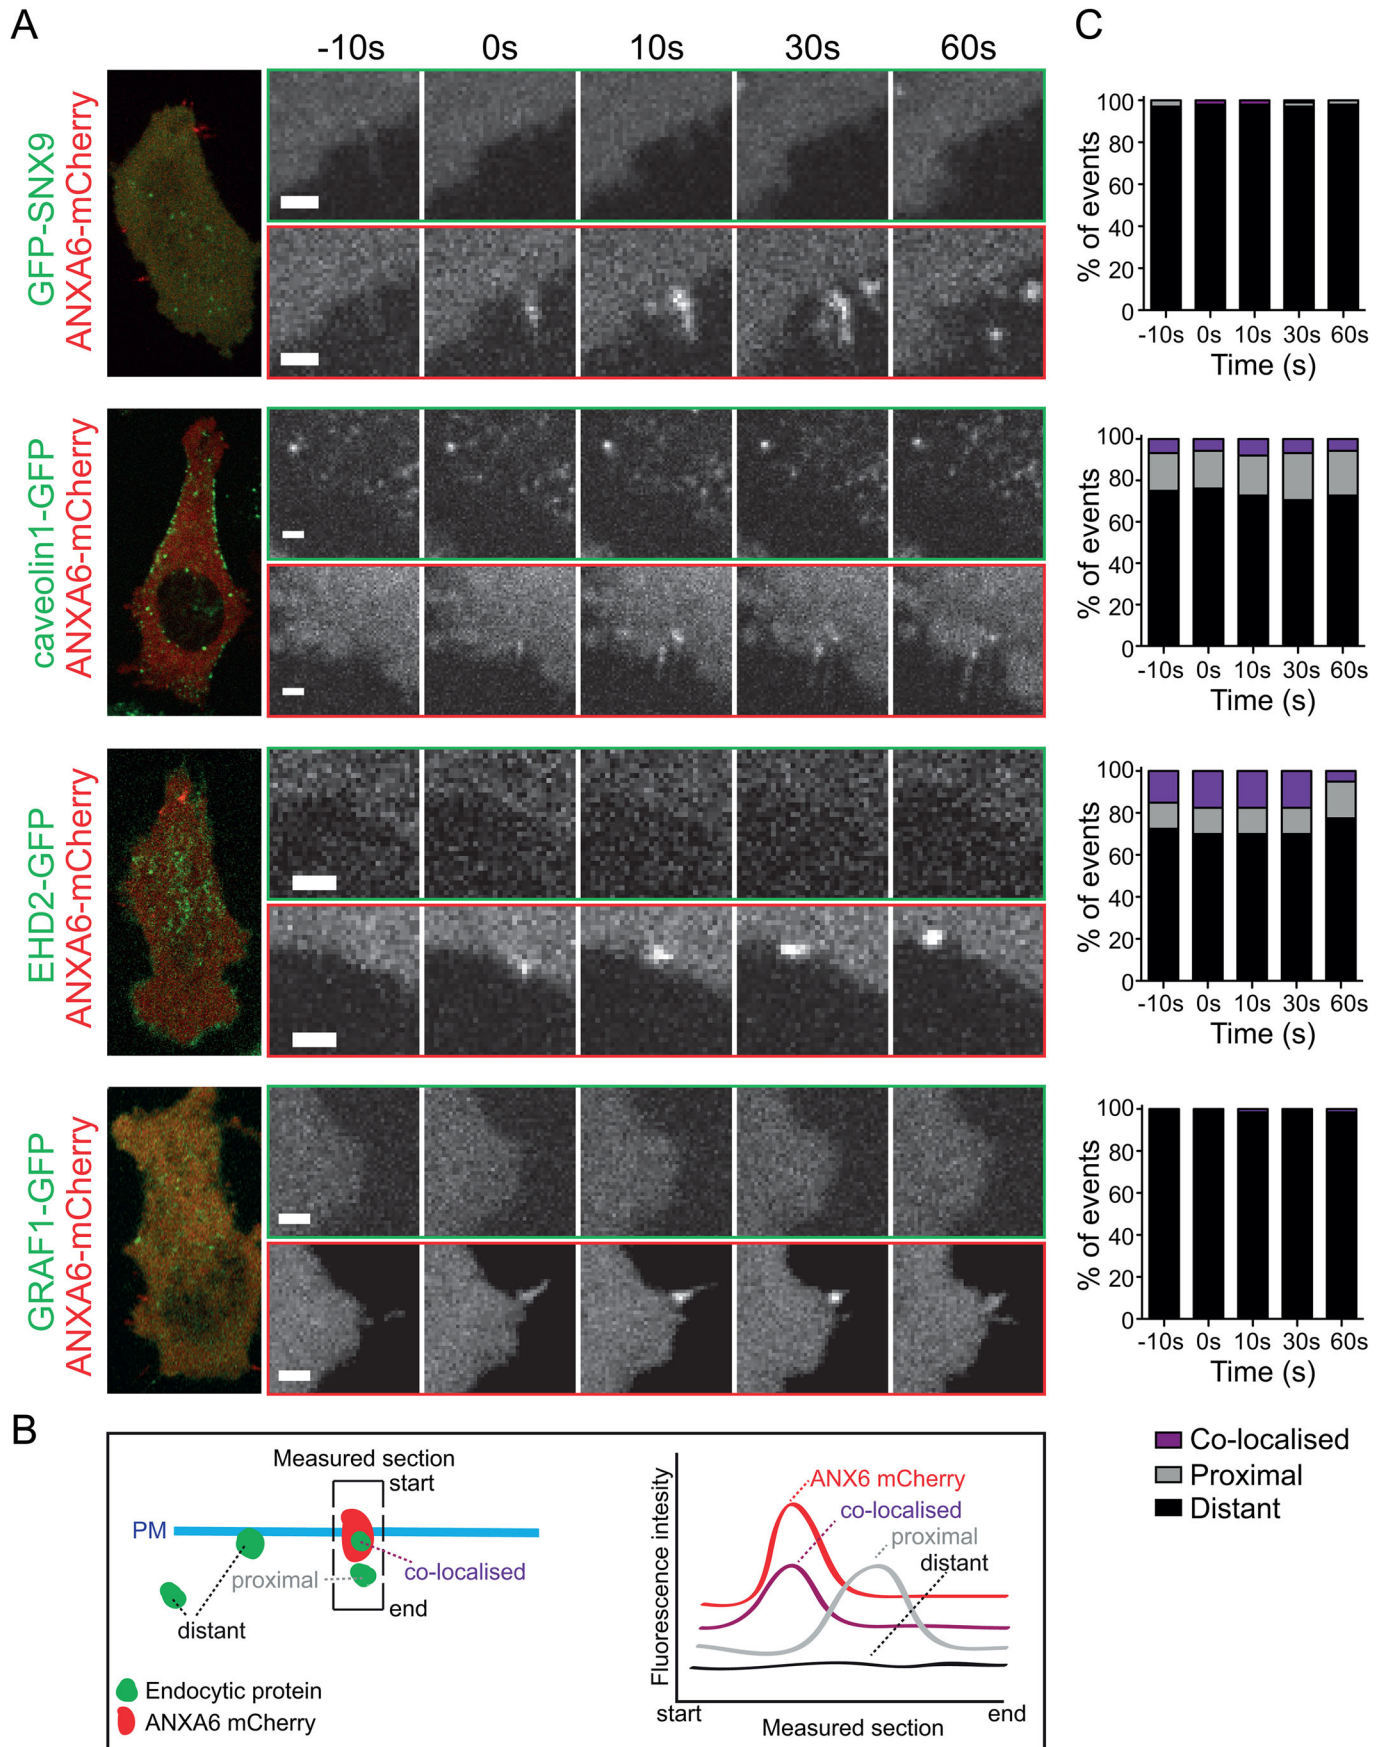 A
C
-10s 0s 10s 30s 60s
GFP-SNX9
ANXA6-mCherry
100
80
60
40
20
0
% of events
-10s 0s 10s 30s 60s
Time (s)
caveolin1-GFP
ANXA6-mCherry
100
80
60
40
20
0
% of events
-10s 0s 10s 30s 60s
Time (s)
EHD2-GFP
ANXA6-mCherry
100
80
60
40
20
0
% of events
-10s 0s 10s 30s 60s
Time (s)
GRAF1-GFP
ANXA6-mCherry
100
80
60
40
20
0
% of events
-10s 0s 10s 30s 60s
Time (s)
Co-localised
Proximal
Distant
B
Measured section
start
PM
co-localised
proximal
end
distant
Endocytic protein
ANXA6 mCherry
Fluorescence intesity
ANX6 mCherry
co-localised
proximal
distant
start
end
Measured section